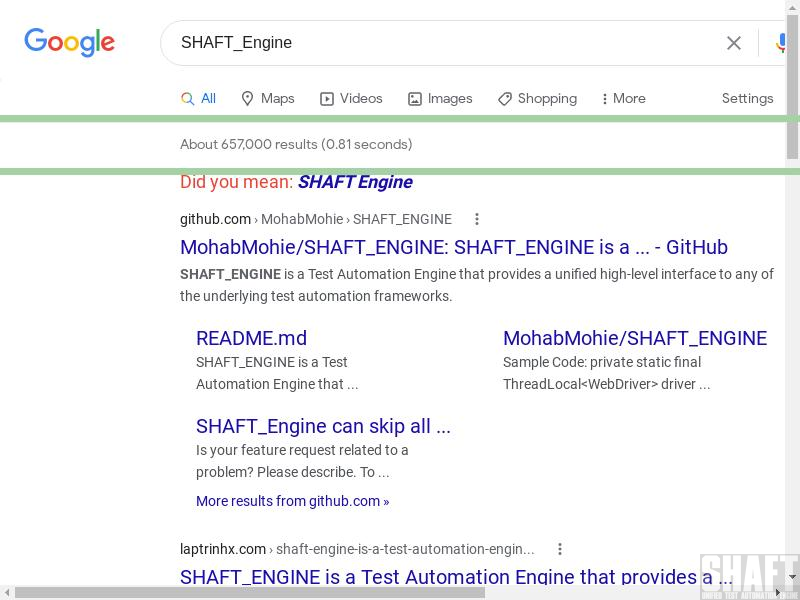 Google
SHAFT_Engine
All Maps Videos Images Shopping More Settings
About 657,000 results (0.81 seconds)
Did you mean: SHAFT Engine
github.com › MohabMohie › SHAFT_ENGINE
MohabMohie/SHAFT_ENGINE: SHAFT_ENGINE is a ... - GitHub
SHAFT_ENGINE is a Test Automation Engine that provides a unified high-level interface to any of
the underlying test automation frameworks.
README.md
SHAFT_ENGINE is a Test
Automation Engine that ...
MohabMohie/SHAFT_ENGINE
Sample Code: private static final
ThreadLocal<WebDriver> driver ...
SHAFT_Engine can skip all ...
Is your feature request related to a
problem? Please describe. To ...
More results from github.com »
laptrinhx.com › shaft-engine-is-a-test-automation-engin...
SHAFT_ENGINE is a Test Automation Engine that provides a ...
SHAFT
UNIFIED TEST AUTOMATION ENGINE